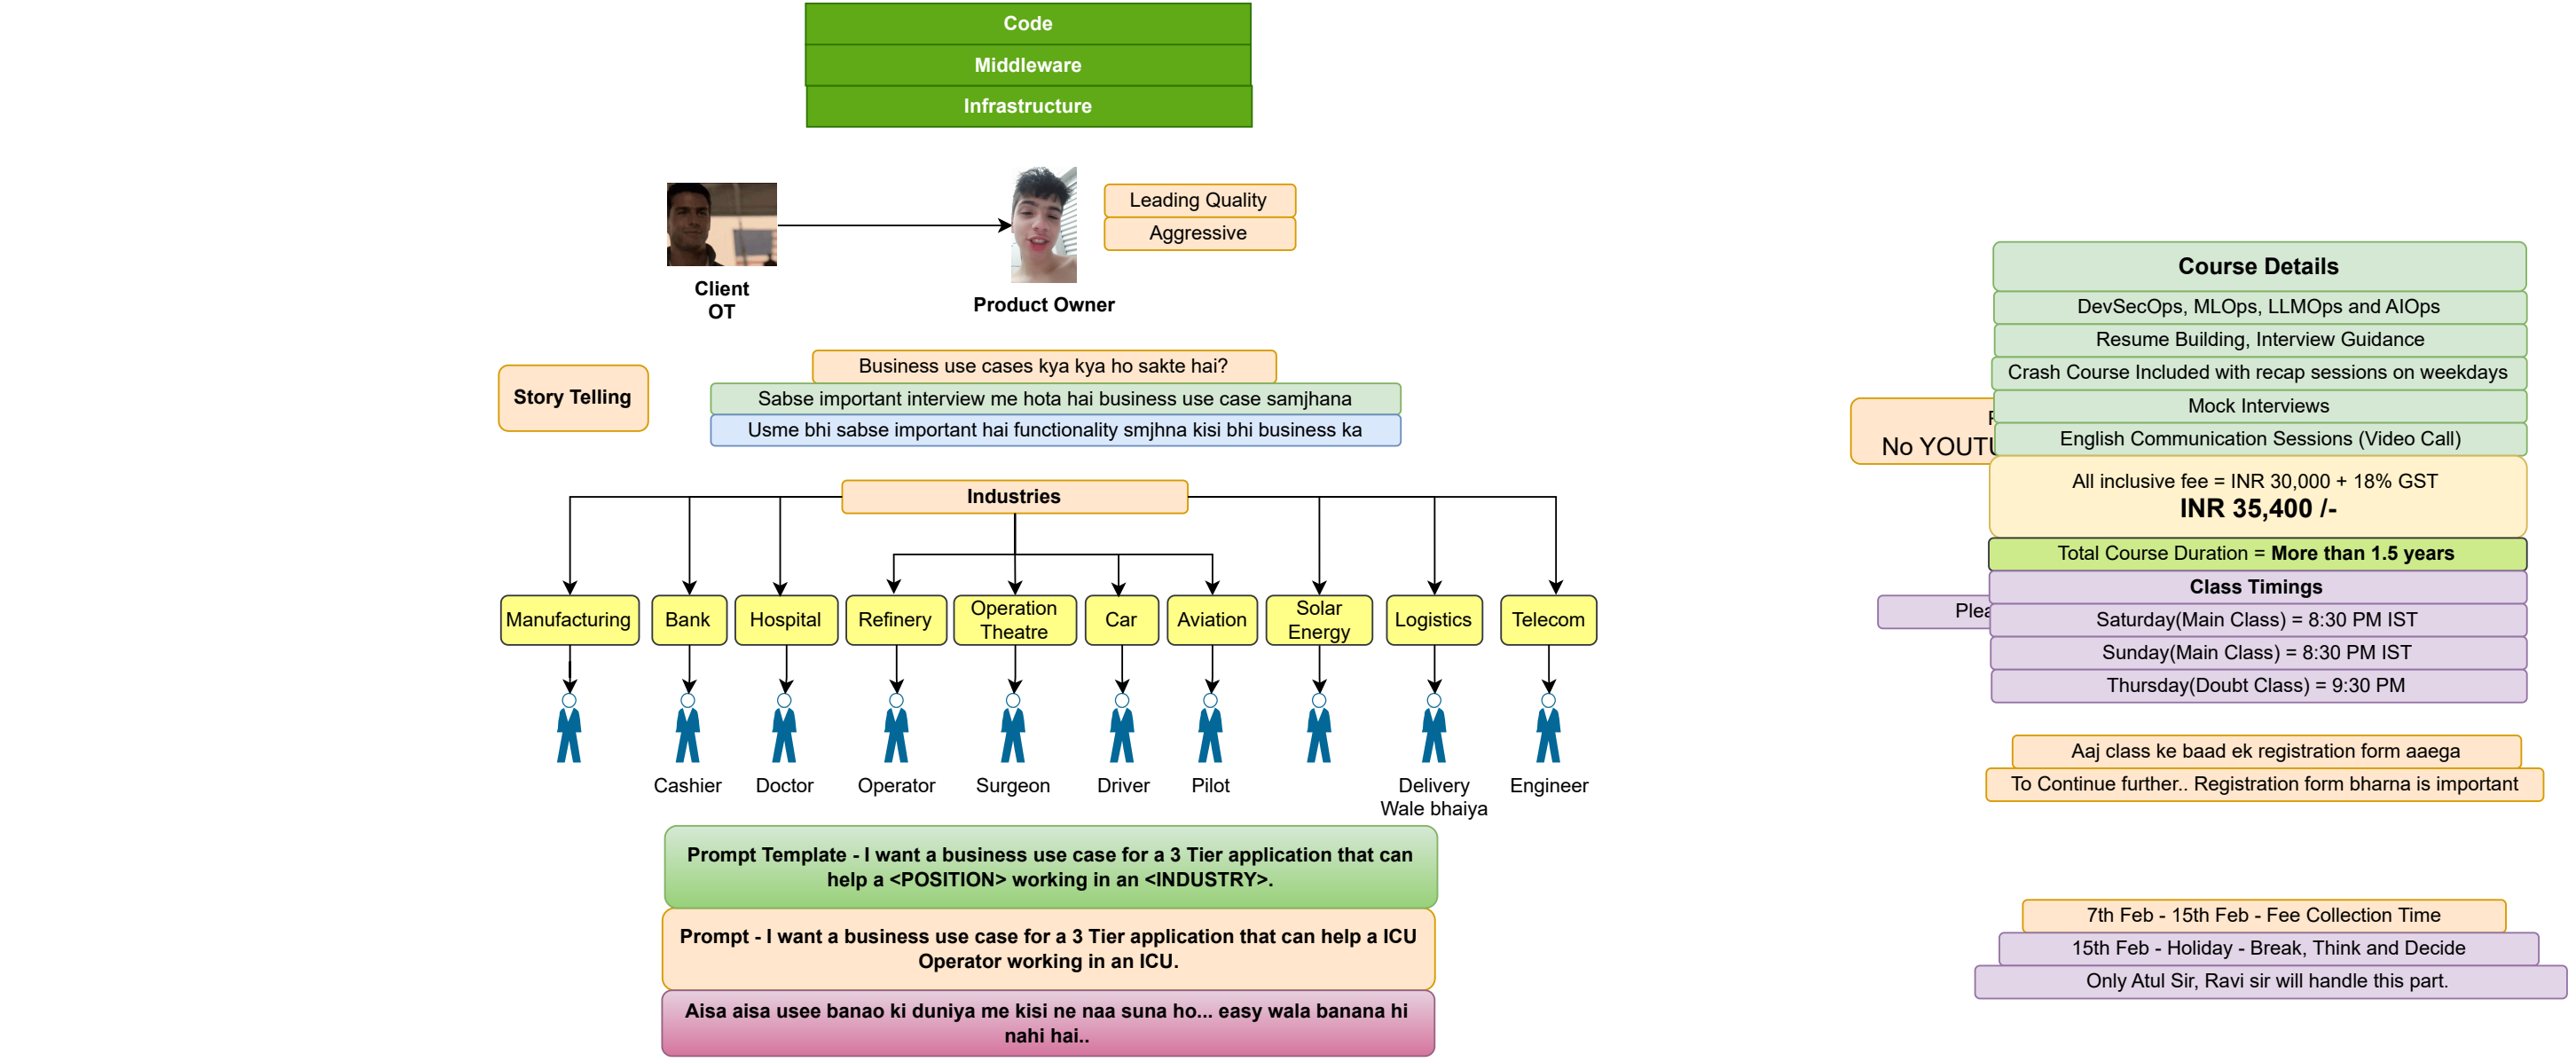 Code
Middleware
Infrastructure
Leading Quality
Aggressive
Client
OT
Product Owner
Story Telling
Business use cases kya kya ho sakte hai?
Sabse important interview me hota hai business use case samjhana
Usme bhi sabse important hai functionality smjhna kisi bhi business ka
Industries
Manufacturing
Bank
Hospital
Refinery
Operation
Theatre
Car
Aviation
Solar
Energy
Logistics
Telecom
Cashier
Doctor
Operator
Surgeon
Driver
Pilot
Delivery
Wale bhaiya
Engineer
Prompt Template - I want a business use case for a 3 Tier application that can
help a <POSITION> working in an <INDUSTRY>.
Prompt - I want a business use case for a 3 Tier application that can help a ICU
Operator working in an ICU.
Aisa aisa usee banao ki duniya me kisi ne naa suna ho... easy wala banana hi
nahi hai..
No
Course Details
DevSecOps, MLOps, LLMOps and AIOps
Resume Building, Interview Guidance
Crash Course Included with recap sessions on weekdays
Mock Interviews
English Communication Sessions (Video Call)
All inclusive fee = INR 30,000 + 18% GST
INR 35,400 /-
Total Course Duration = More than 1.5 years
Class Timings
Saturday(Main Class) = 8:30 PM IST
Sunday(Main Class) = 8:30 PM IST
Thursday(Doubt Class) = 9:30 PM
Aaj class ke baad ek registration form aaega
To Continue further.. Registration form bharna is important
7th Feb - 15th Feb - Fee Collection Time
15th Feb - Holiday - Break, Think and Decide
Only Atul Sir, Ravi sir will handle this part.